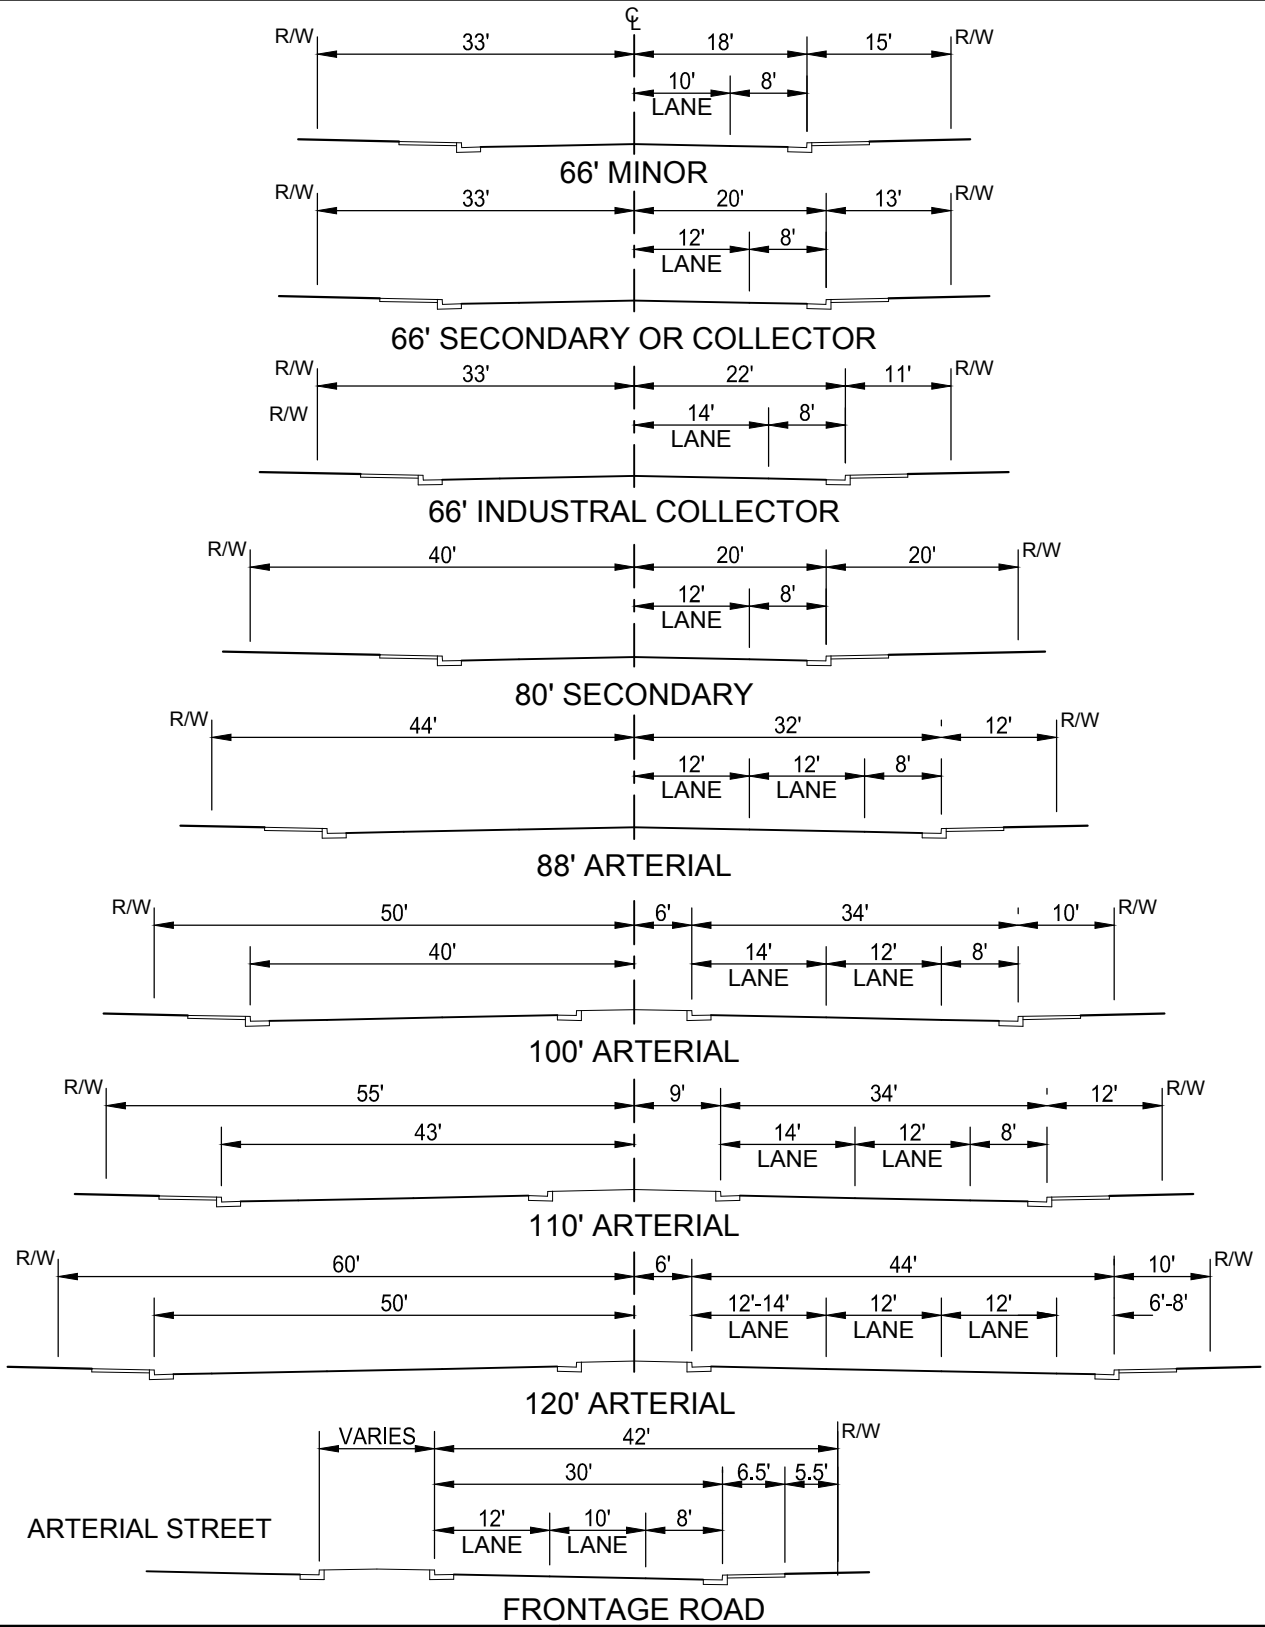 ℄
R/W 33' 18' 15' R/W
10' 8'
LANE
66' MINOR
R/W 33' 20' 13' R/W
12' 8'
LANE
66' SECONDARY OR COLLECTOR
R/W 33' 22' 11' R/W
R/W 14' 8'
LANE
66' INDUSTRAL COLLECTOR
R/W 40' 20' 20' R/W
12' 8'
LANE
80' SECONDARY
R/W 44' 32' 12' R/W
12' 12' 8'
LANE LANE
88' ARTERIAL
R/W 50' 6' 34' 10' R/W
40' 14' 12' 8'
LANE LANE
100' ARTERIAL
R/W 55' 9' 34' 12' R/W
43' 14' 12' 8'
LANE LANE
110' ARTERIAL
R/W 60' 6' 44' 10' R/W
50' 12'-14' 12' 12' 6'-8'
LANE LANE LANE
120' ARTERIAL
VARIES 42' R/W
30' 6.5' 5.5'
ARTERIAL STREET 12' 10' 8'
LANE LANE
FRONTAGE ROAD